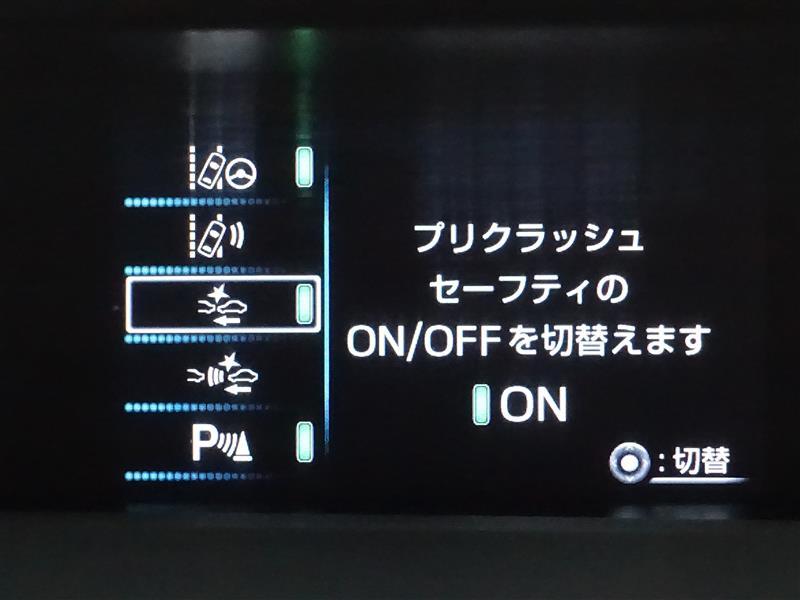 プリクラッシュ
セーフティの
ON/OFFを切替えます
ON
P
:切替